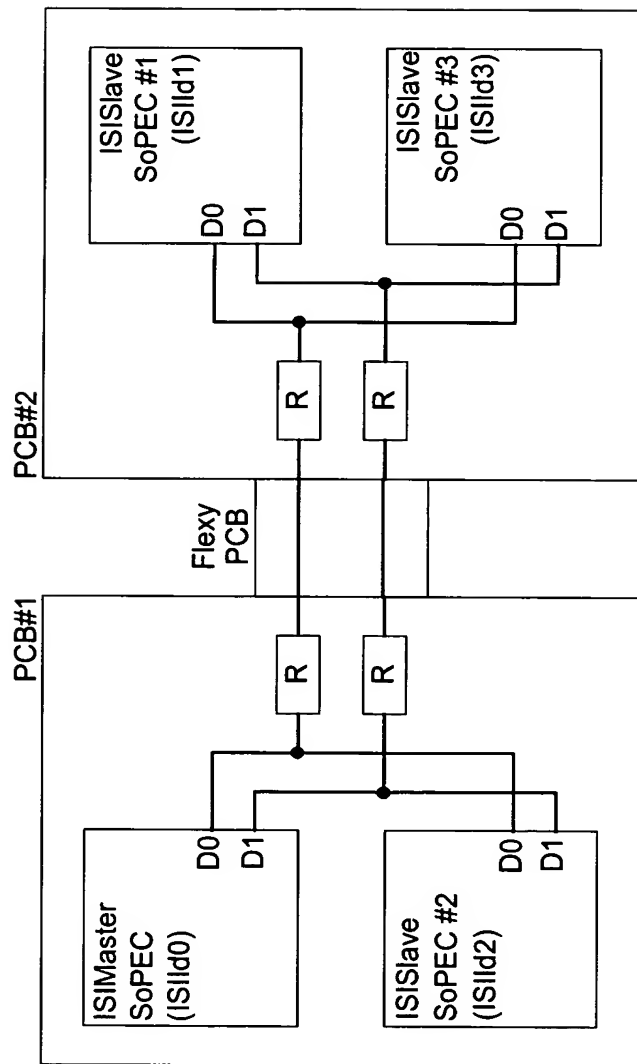 PCB#1
ISIMaster
SoPEC
(ISIId0)
D0
D1
ISISlave
SoPEC #2
(ISIId2)
D0
D1
R
R
Flexy
PCB
PCB#2
R
R
ISISlave
SoPEC #1
(ISIId1)
D0
D1
ISISlave
SoPEC #3
(ISIId3)
D0
D1